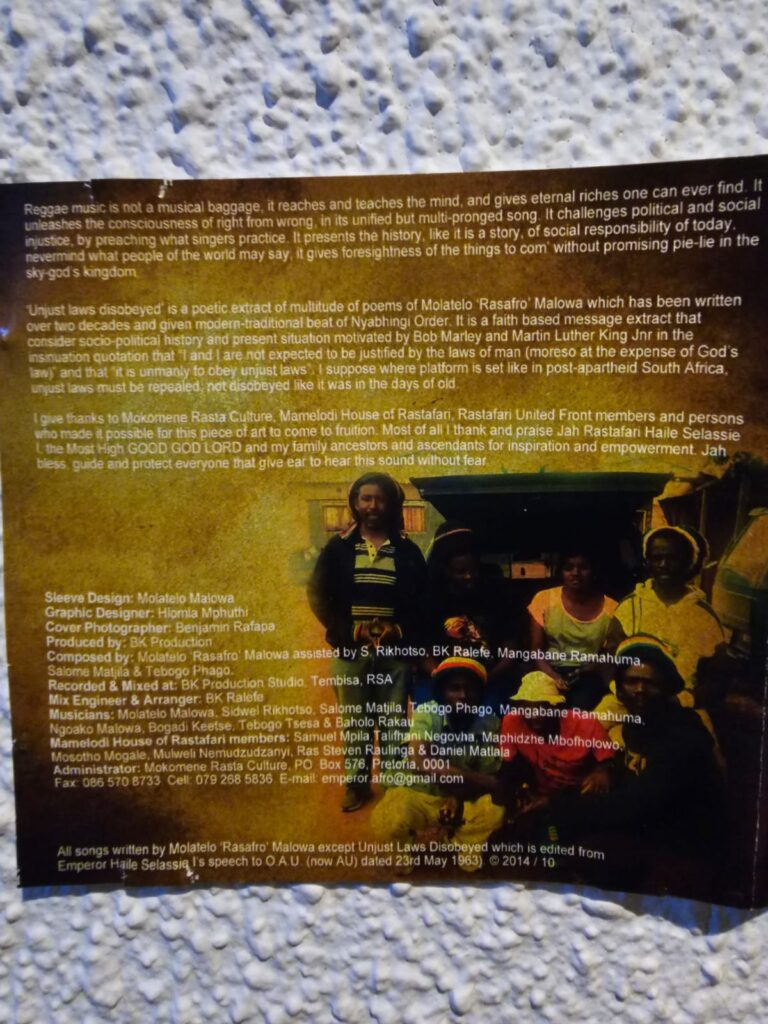 Reggae music is not a musical baggage, it reaches and teaches the mind, and gives eternal riches one can ever find. It
unleashes the consciousness of right from wrong, in its unified but multi-pronged song. It challenges political and social
injustice, by preaching what singers practice. It presents the history, like it is a story, of social responsibility of today,
nevermind what people of the world may say, it gives foresightness of the things to com' without promising pie-lie in the
sky-god's kingdom.
'Unjust laws disobeyed' is a poetic extract of multitude of poems of Molatelo 'Rasafro' Malowa which has been written
over two decades and given modern-traditional beat of Nyabhingi Order. It is a faith based message extract that
consider socio-political history and present situation motivated by Bob Marley and Martin Luther King Jnr in the
insinuation quotation that "I and I are not expected to be justified by the laws of man (moreso at the expense of God's
law)" and that "it is unmanly to obey unjust laws". I suppose where platform is set like in post-apartheid South Africa,
unjust laws must be repealed, not disobeyed like it was in the days of old.
I give thanks to Mokomene Rasta Culture, Mamelodi House of Rastafari, Rastafari United Front members and persons
who made it possible for this piece of art to come to fruition. Most of all I thank and praise Jah Rastafari Haile Selassie
I, the Most High GOOD GOD LORD and my family ancestors and ascendants for inspiration and empowerment. Jah
bless, guide and protect everyone that give ear to hear this sound without fear.
Sleeve Design: Molatelo Malowa
Graphic Designer: Hlomla Mphuthi
Cover Photographer: Benjamin Rafapa
Produced by: BK Production
Composed by: Molatelo 'Rasafro' Malowa assisted by S. Rikhotso, BK Ralefe, Mangabane Ramahuma,
Salome Matjila & Tebogo Phago.
Recorded & Mixed at: BK Production Studio, Tembisa, RSA
Mix Engineer & Arranger: BK Ralefe
Musicians: Molatelo Malowa, Sidwel Rikhotso, Salome Matjila, Tebogo Phago, Mangabane Ramahuma,
Ngoako Malowa, Bogadi Keetse, Tebogo Tsesa & Baholo Rakau
Mamelodi House of Rastafari members: Samuel Mpila, Talifhani Negovha, Maphidzhe Mbofholowo,
Mosotho Mogale, Mulweli Nemudzudzanyi, Ras Steven Raulinga & Daniel Matlala
Administrator: Mokomene Rasta Culture, PO. Box 576, Pretoria, 0001
Fax: 086 570 8733 Cell: 079 268 5836 E-mail: emperor.afro@gmail.com
All songs written by Molatelo 'Rasafro' Malowa except Unjust Laws Disobeyed which is edited from
Emperor Haile Selassie I's speech to O.A.U. (now AU) dated 23rd May 1963) © 2014 / 10